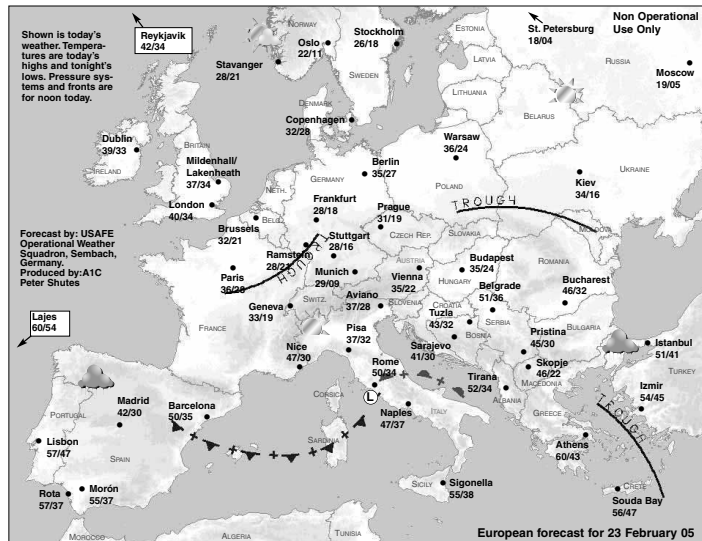 Shown is today's
weather. Tempera-
tures are today's
highs and tonight's
lows. Pressure sys-
tems and fronts are
for noon today.
Reykjavik
42/34
NORWAY
Oslo
22/11
Stockholm
26/18
Stavanger
28/21
SWEDEN
ESTONIA
LATVIA
LITHUANIA
St. Petersburg
18/04
Non Operational
Use Only
RUSSIA
Moscow
19/05
BELARUS
DENMARK
Copenhagen
32/28
Dublin
39/33
IRELAND
BRITAIN
Mildenhall/
Lakenheath
37/34
London
40/34
NETH.
GERMANY
Berlin
35/27
Warsaw
36/24
POLAND
UKRAINE
Kiev
34/16
TROUGH
MOLDOVA
Frankfurt
28/18
Prague
31/19
CZECH REP.
SLOVAKIA
BELG.
Brussels
32/21
Ramstein
28/21
Stuttgart
28/16
TROUGH
Munich
29/09
AUSTRIA
Vienna
35/22
Budapest
35/24
HUNGARY
ROMANIA
Forecast by: USAFE
Operational Weather
Squadron, Sembach,
Germany.
Produced by:A1C
Peter Shutes
Paris
36/28
Geneva
33/19
SWITZ.
Aviano
37/28
SLOVENIA
CROATIA
Belgrade
51/36
Bucharest
46/32
FRANCE
Lajes
60/54
Nice
47/30
Pisa
37/32
Tuzla
43/32
BOSNIA
SERBIA
Sarajevo
41/30
Pristina
45/30
BULGARIA
Skopje
46/22
MACEDONIA
Istanbul
51/41
TURKEY
Rome
50/34
L
CORSICA
Tirana
52/34
ALBANIA
Izmir
54/45
TROUGH
PORTUGAL
Madrid
42/30
Barcelona
50/35
SARDINIA
Naples
47/37
ITALY
GREECE
Athens
60/43
Lisbon
57/47
SPAIN
Rota
57/37
Morón
55/37
SICILY
Sigonella
55/38
CRETE
Souda Bay
56/47
MOROCCO
ALGERIA
TUNISIA
European forecast for 23 February 05